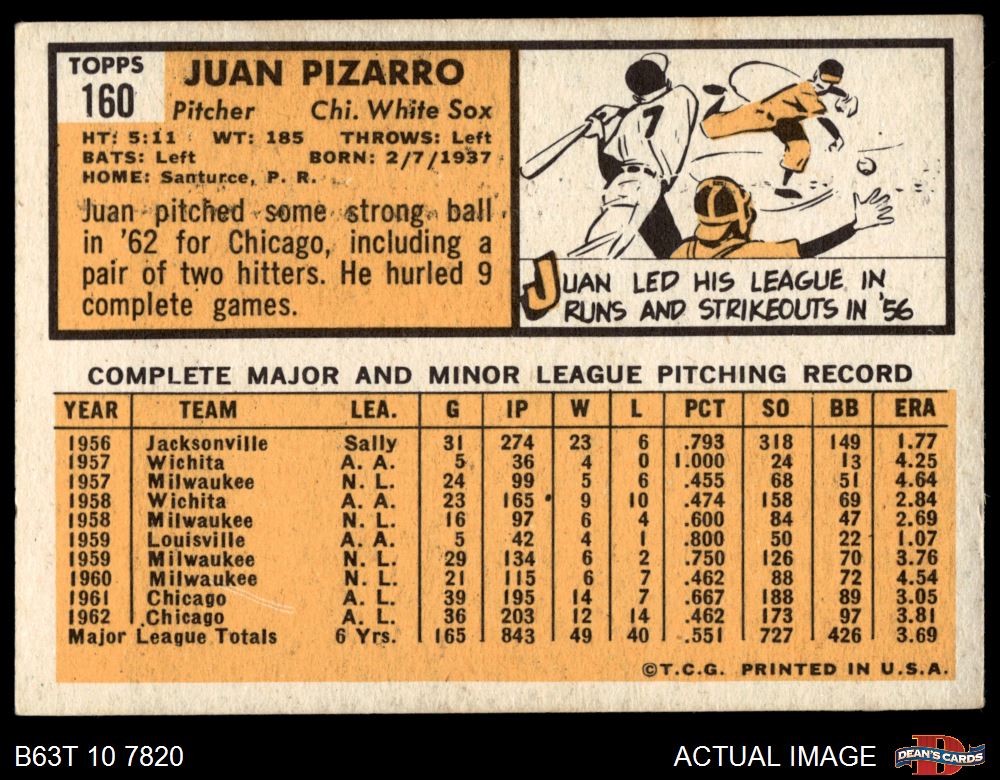 TOPPS
160
JUAN PIZARRO
Pitcher Chi. White Sox
HT: 5:11 WT: 185 THROWS: Left
BATS: Left BORN: 2/7/1937
HOME: Santurce, P. R.
Juan pitched some strong ball
in '62 for Chicago, including a
pair of two hitters. He hurled 9
complete games.
7
JUAN LED HIS LEAGUE IN
RUNS AND STRIKEOUTS IN '56
COMPLETE MAJOR AND MINOR LEAGUE PITCHING RECORD
YEAR TEAM LEA. G IP W L PCT SO BB ERA
1956 Jacksonville Sally 31 274 23 6 .793 318 149 1.77
1957 Wichita A. A. 5 36 4 0 1.000 24 13 4.25
1957 Milwaukee N. L. 24 99 5 6 .455 68 51 4.64
1958 Wichita A. A. 23 165 9 10 .474 158 69 2.84
1958 Milwaukee N. L. 16 97 6 4 .600 84 47 2.69
1959 Louisville A. A. 5 42 4 1 .800 50 22 1.07
1959 Milwaukee N. L. 29 134 6 2 .750 126 70 3.76
1960 Milwaukee N. L. 21 115 6 7 .462 88 72 4.54
1961 Chicago A. L. 39 195 14 7 .667 188 89 3.05
1962 Chicago A. L. 36 203 12 14 .462 173 97 3.81
Major League Totals 6 Yrs. 165 843 49 40 .551 727 426 3.69
©T.C.G. PRINTED IN U.S.A.
B63T 10 7820 ACTUAL IMAGE
DEAN'S CARDS